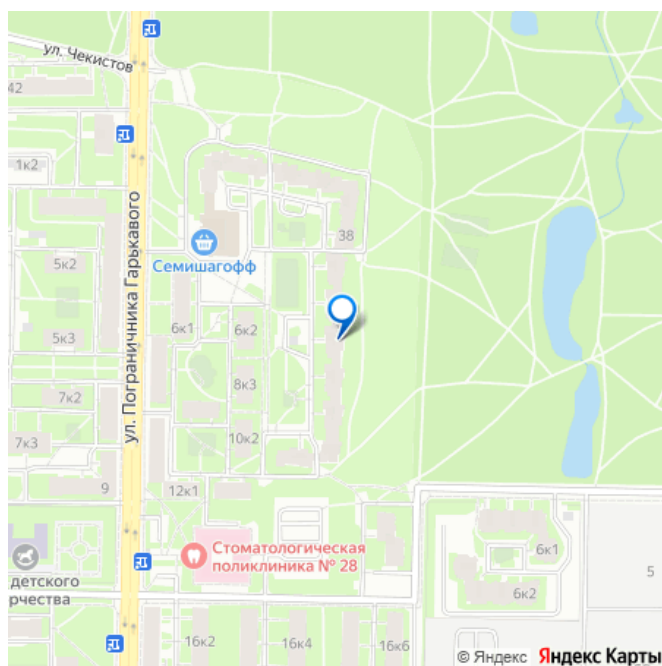 ул. Чекистов
42
1к2
38
5к2
Семишагофф
ул. Пограничника Гарькавого
6к1
6к2
5к3
8к3
7к2
10к2
7к3
9
12к1
Стоматологическая
поликлиника № 28
6к1
детского
5
рчества
6к2
16к2
16к4
16к6
© Яндекс Яндекс Карты